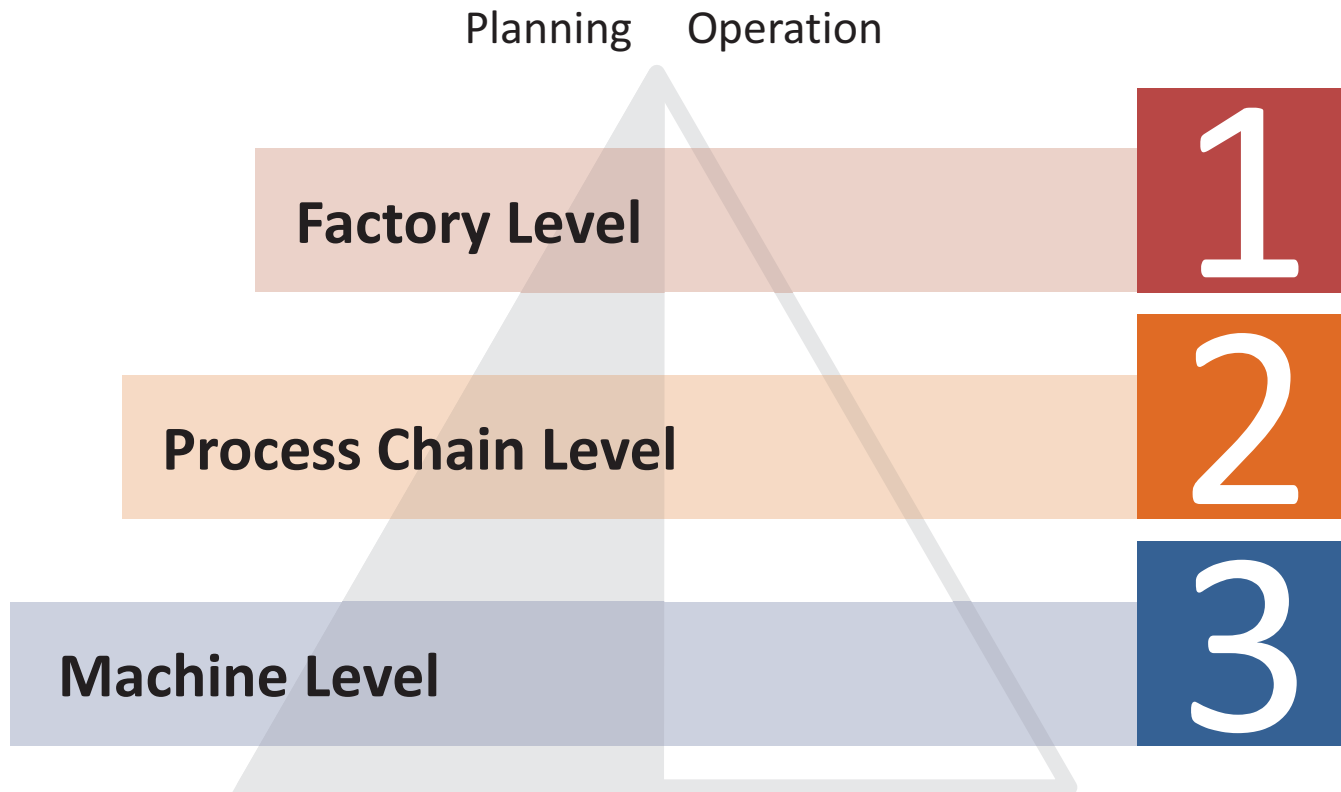 Planning Operation
Factory Level 1
Process Chain Level 2
Machine Level 3